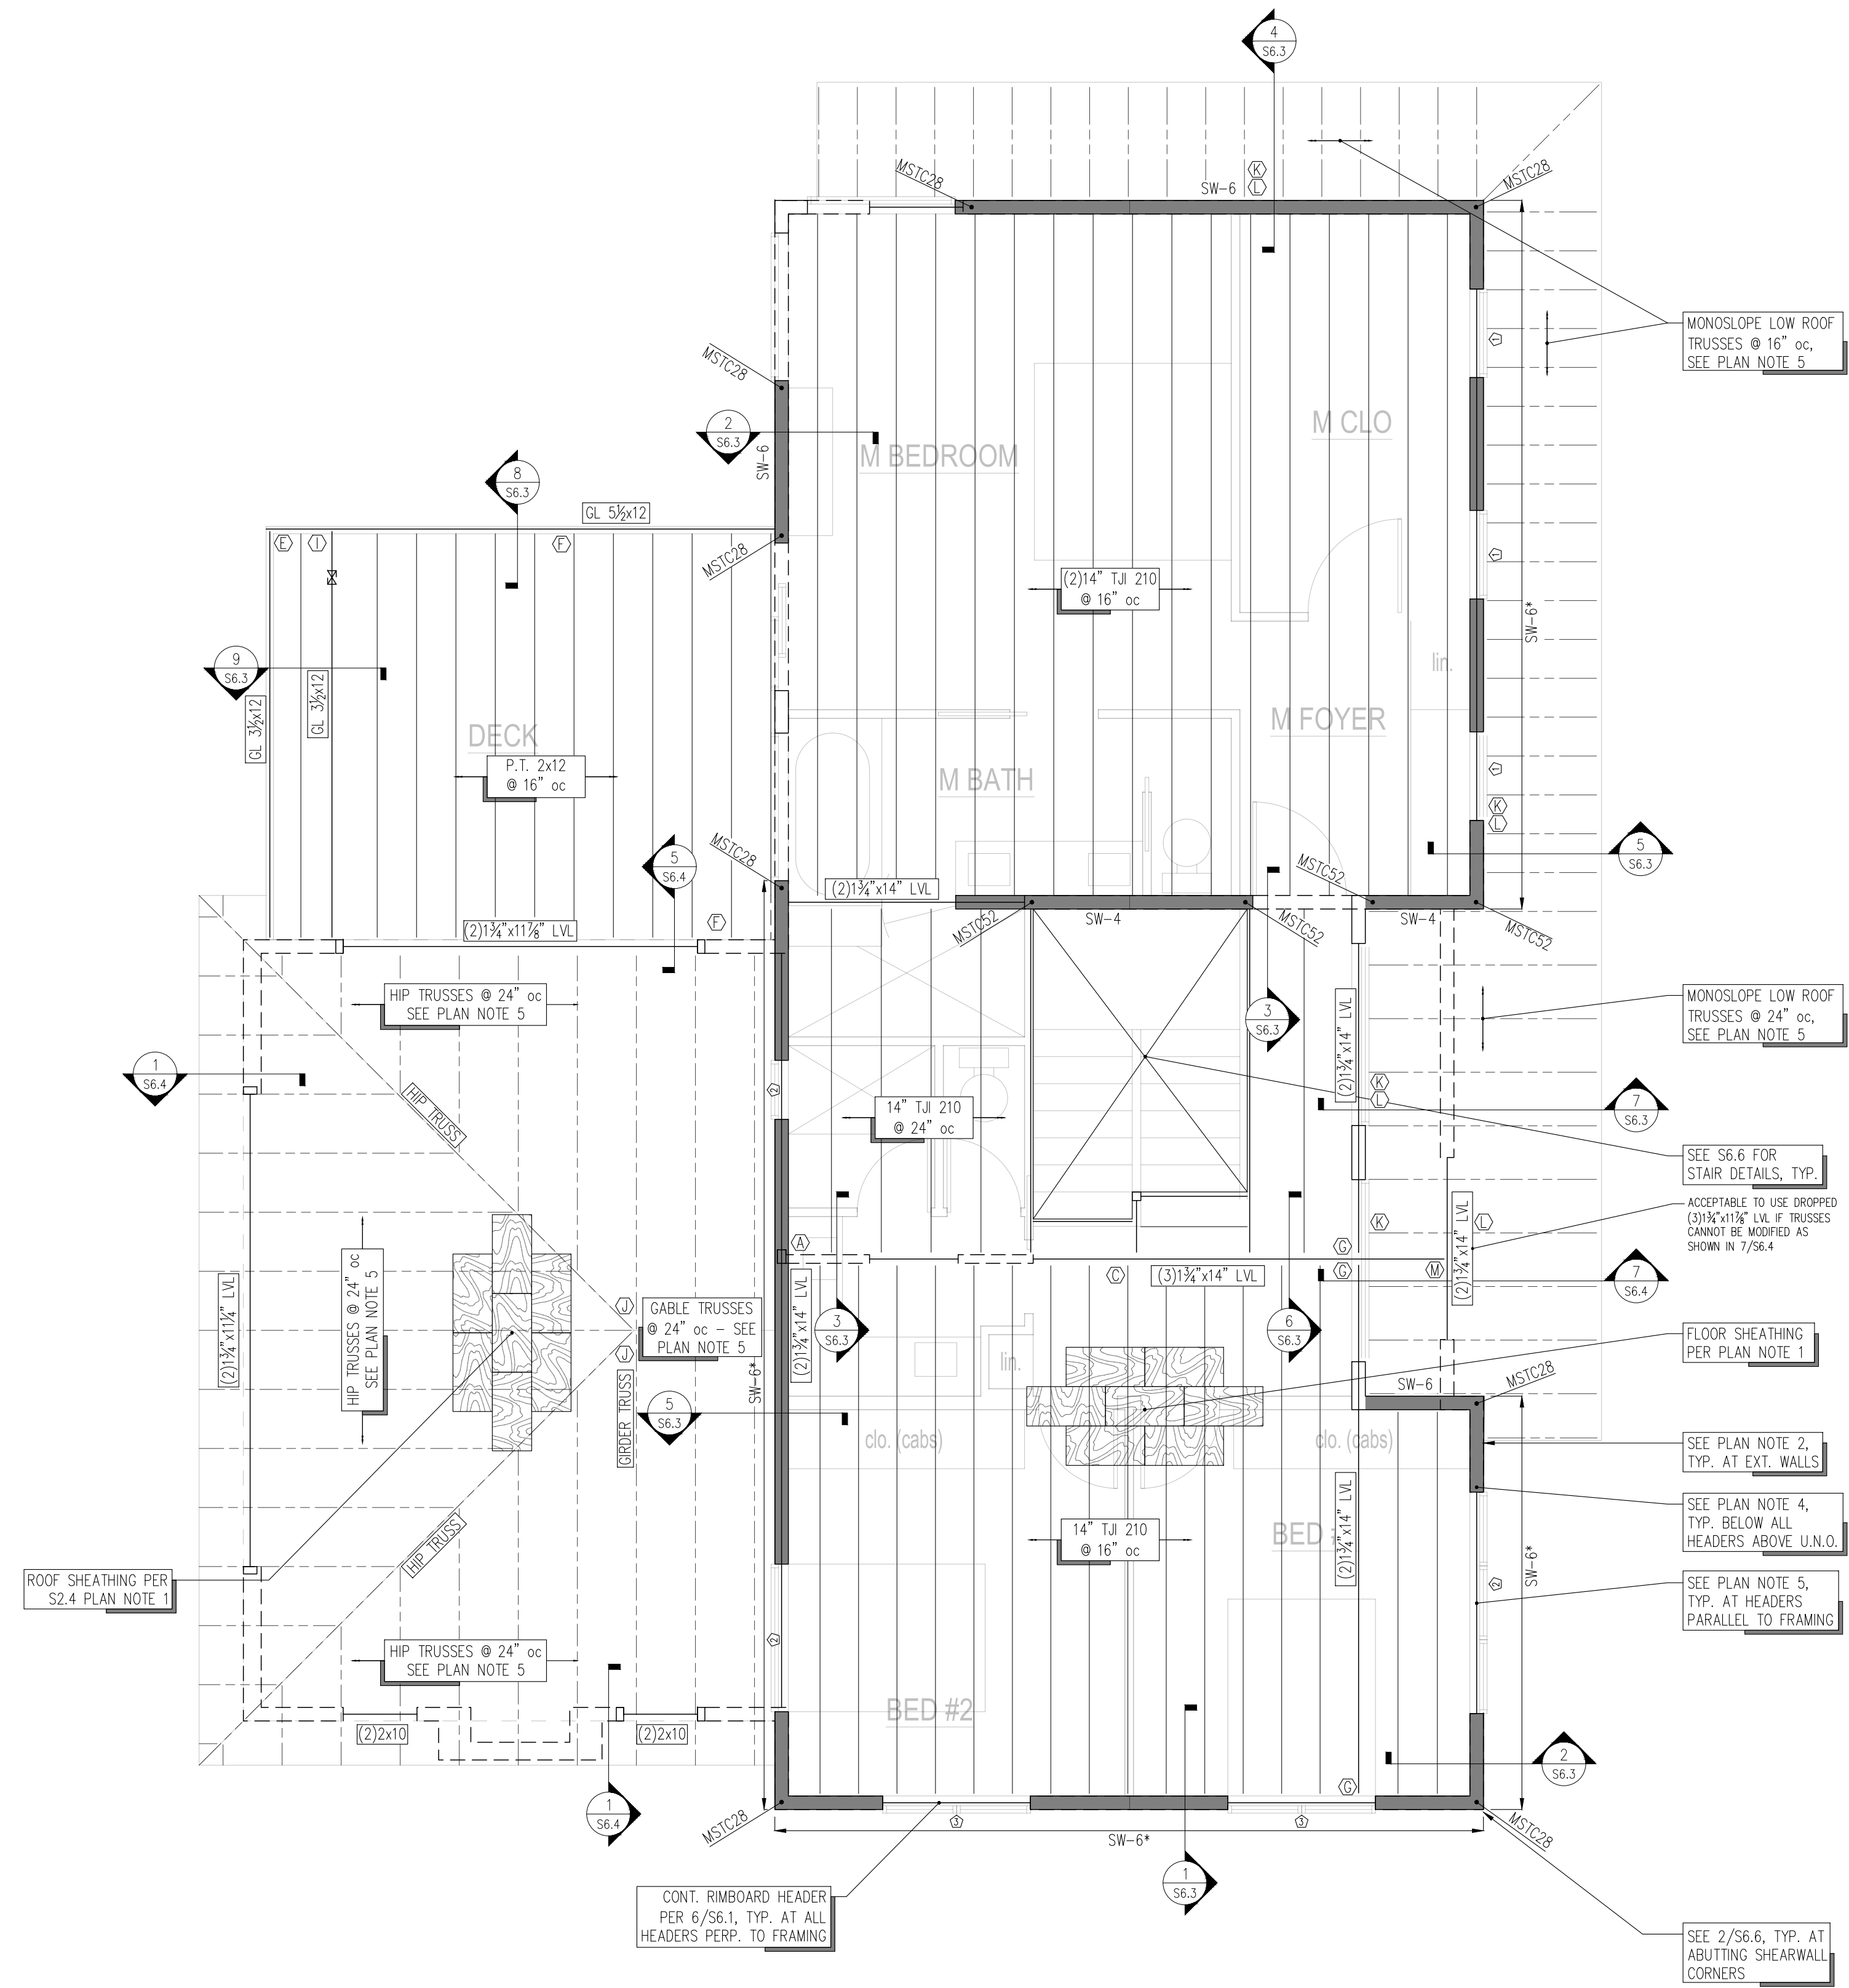 4
S6.3
MSTC28
SW-6
K
L
MSTC28
MONOSLOPE LOW ROOF
TRUSSES @ 16" oc,
SEE PLAN NOTE 5
1
MSTC28
2
S6.3
SW-6
M BEDROOM
M CLO
8
S6.3
GL 5½x12
MSTC28
E
I
F
1
(2)14" TJI 210
@ 16" oc
SW-6*
9
S6.3
GL 3½x12
GL 3½x12
lin.
DECK
M FOYER
P.T. 2x12
@ 16" oc
M BATH
1
K
L
5
S6.3
MSTC28
5
S6.4
(2)1¾"x14" LVL
MSTC52
F
(2)1¾"x11⅞" LVL
MSTC52
SW-4
MSTC52
SW-4
MSTC52
HIP TRUSSES @ 24" oc
SEE PLAN NOTE 5
3
S6.3
(2)1¾"x14" LVL
MONOSLOPE LOW ROOF
TRUSSES @ 24" oc,
SEE PLAN NOTE 5
1
S6.4
HIP TRUSS
2
14" TJI 210
@ 24" oc
K
L
7
S6.3
SEE S6.6 FOR
STAIR DETAILS, TYP.
ACCEPTABLE TO USE DROPPED
(3)1¾"x11⅞" LVL IF TRUSSES
CANNOT BE MODIFIED AS
SHOWN IN 7/S6.4
K
L
(2)1¾"x14" LVL
A
G
C
(3)1¾"x14" LVL
G
M
7
S6.4
(2)1¾"x11¼" LVL
HIP TRUSSES @ 24" oc
SEE PLAN NOTE 5
J
J
GABLE TRUSSES
@ 24" oc – SEE
PLAN NOTE 5
(2)1¾"x14" LVL
3
S6.3
6
S6.3
FLOOR SHEATHING
PER PLAN NOTE 1
lin.
GIRDER TRUSS
SW-6*
5
S6.3
SW-6
MSTC28
clo. (cabs)
clo. (cabs)
SEE PLAN NOTE 2,
TYP. AT EXT. WALLS
SEE PLAN NOTE 4,
TYP. BELOW ALL
HEADERS ABOVE U.N.O.
14" TJI 210
@ 16" oc
BED
(2)1¾"x14" LVL
HIP TRUSS
ROOF SHEATHING PER
S2.4 PLAN NOTE 1
2
SW-6*
SEE PLAN NOTE 5,
TYP. AT HEADERS
PARALLEL TO FRAMING
HIP TRUSSES @ 24" oc
SEE PLAN NOTE 5
2
BED #2
(2)2x10
(2)2x10
2
S6.3
G
1
S6.4
MSTC28
3
3
SW-6*
MSTC28
1
S6.3
CONT. RIMBOARD HEADER
PER 6/S6.1, TYP. AT ALL
HEADERS PERP. TO FRAMING
SEE 2/S6.6, TYP. AT
ABUTTING SHEARWALL
CORNERS